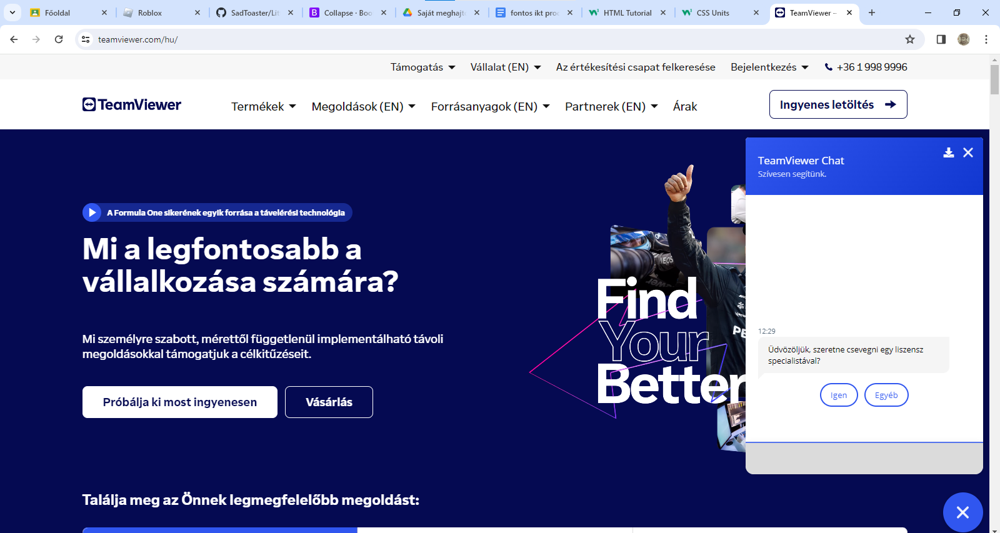 Főoldal
Roblox
SadToaster/Lit
Collapse · Boo
Saját meghajtó
fontos ikt proc
HTML Tutorial
CSS Units
TeamViewer –
teamviewer.com/hu/
Támogatás
Vállalat (EN)
Az értékesítési csapat felkeresése
Bejelentkezés
+36 1 998 9996
TeamViewer
Termékek
Megoldások (EN)
Forrásanyagok (EN)
Partnerek (EN)
Árak
Ingyenes letöltés
A Formula One sikerének egyik forrása a távelérési technológia
Mi a legfontosabb a
vállalkozása számára?
Mi személyre szabott, mérettől függetlenül implementálható távoli
megoldásokkal támogatjuk a célkitűzéseit.
Próbálja ki most ingyenesen
Vásárlás
Find
Your
Better
TeamViewer Chat
Szívesen segítünk.
12:29
Üdvözöljük, szeretne csevegni egy liszensz
specialistával?
Igen
Egyéb
Találja meg az Önnek legmegfelelőbb megoldást: